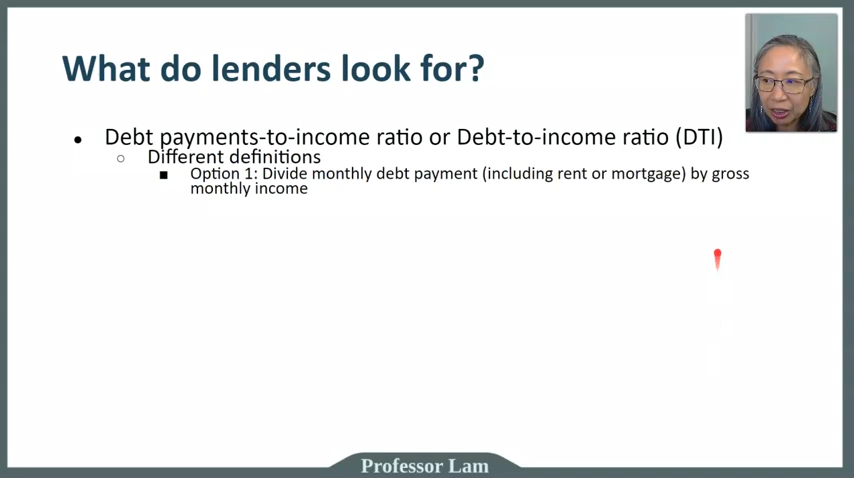 What do lenders look for?
● Debt payments-to-income ratio or Debt-to-income ratio (DTI)
○ Different definitions
■ Option 1: Divide monthly debt payment (including rent or mortgage) by gross
monthly income
Professor Lam